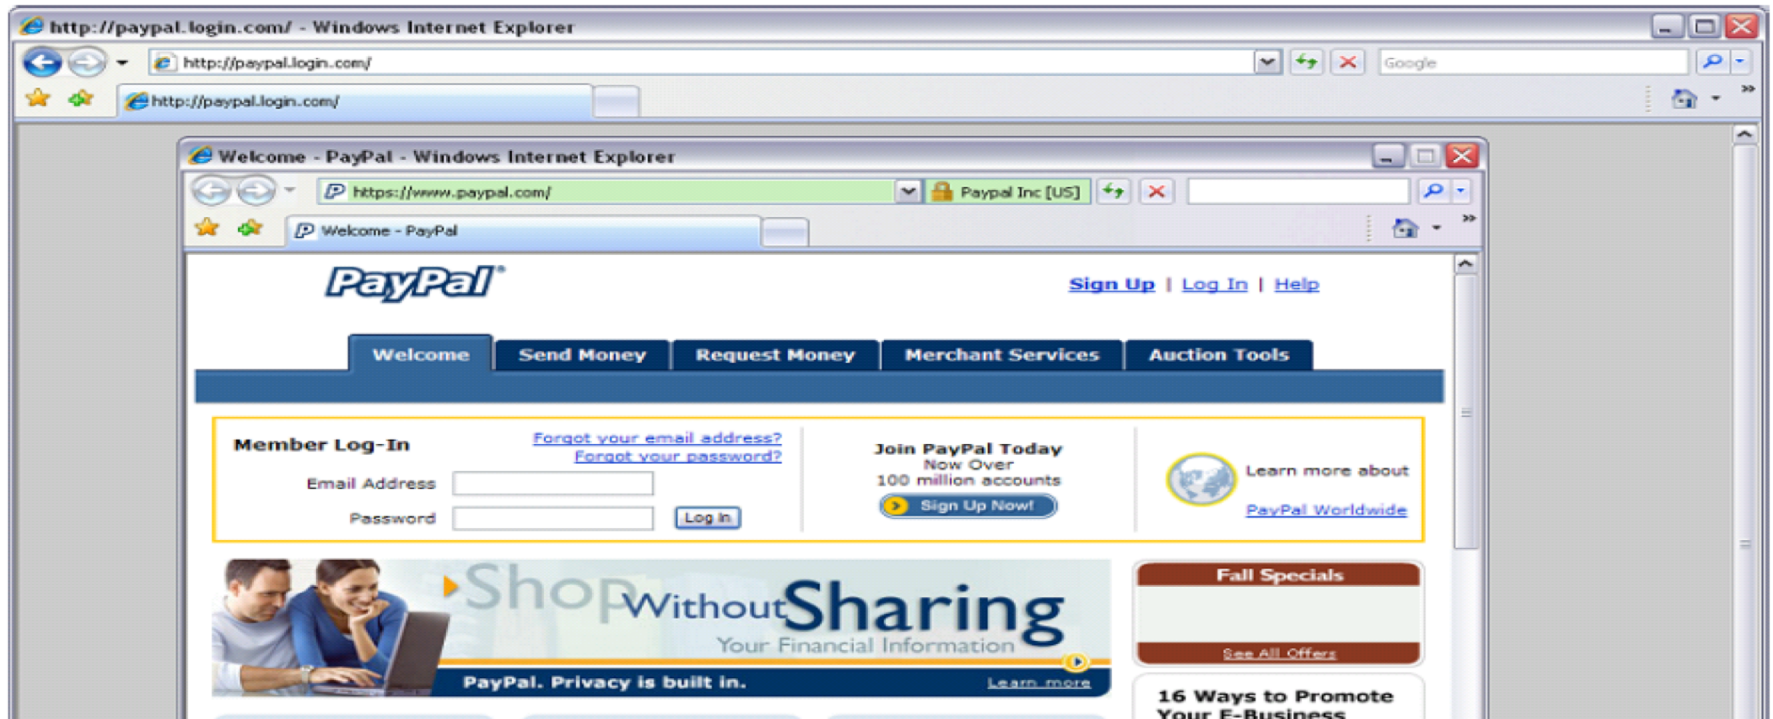 http://paypal.login.com/ - Windows Internet Explorer
http://paypal.login.com/
Google
http://paypal.login.com/
Welcome - PayPal - Windows Internet Explorer
https://www.paypal.com/
Paypal Inc [US]
Welcome - PayPal
PayPal®
Sign Up | Log In | Help
Welcome
Send Money
Request Money
Merchant Services
Auction Tools
Member Log-In
Forgot your email address?
Forgot your password?
Email Address
Password
Log In
Join PayPal Today
Now Over
100 million accounts
Sign Up Now!
Learn more about
PayPal Worldwide
Shop Without Sharing
Your Financial Information
PayPal. Privacy is built in.
Learn more
Fall Specials
See All Offers
16 Ways to Promote
Your E-Business